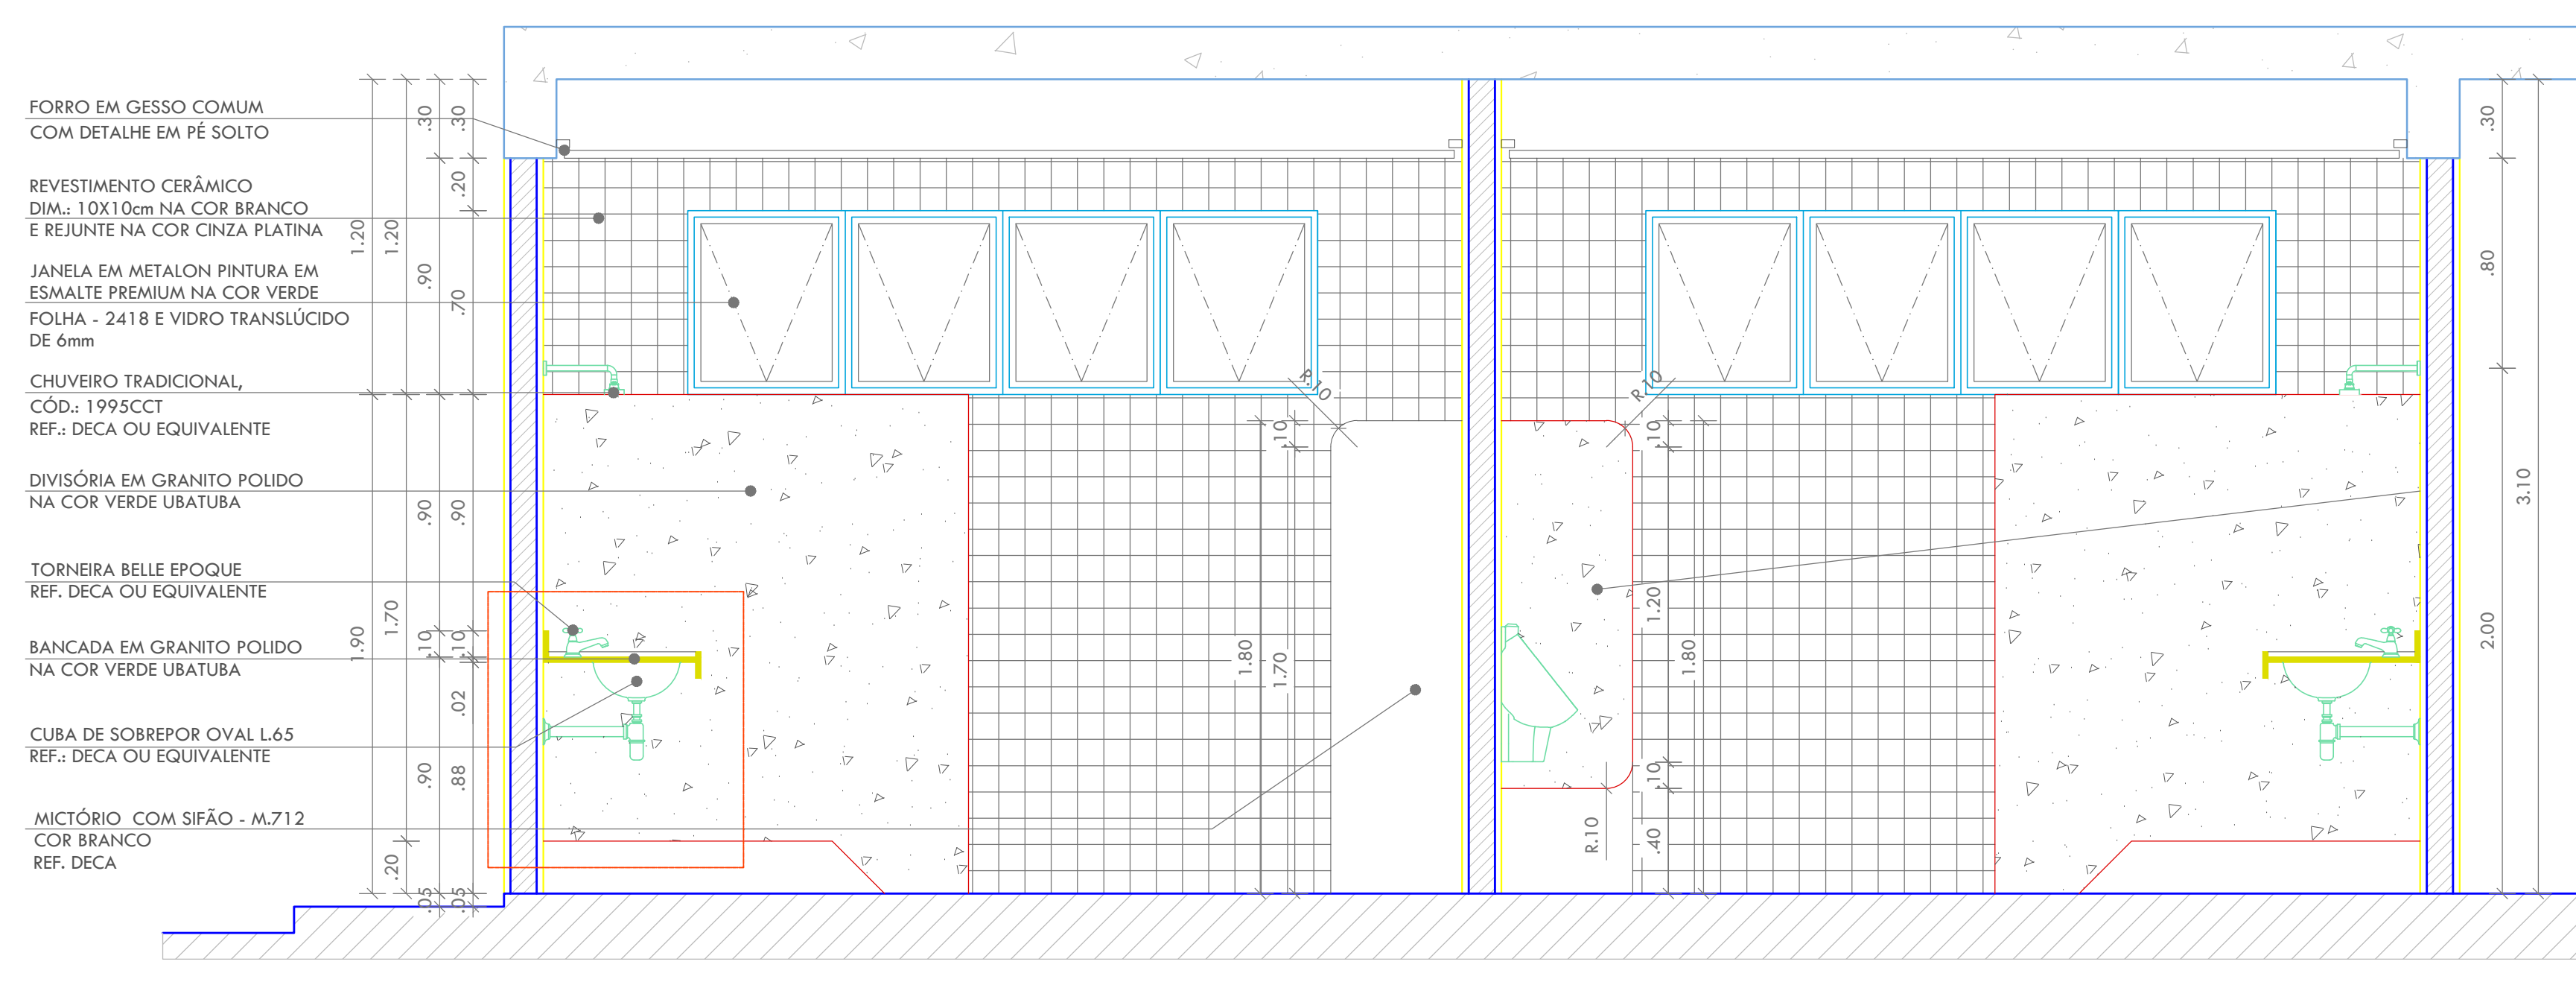 FORRO EM GESSO COMUM
COM DETALHE EM PÉ SOLTO
REVESTIMENTO CERÂMICO
DIM.: 10X10cm NA COR BRANCO
E REJUNTE NA COR CINZA PLATINA
JANELA EM METALON PINTURA EM
ESMALTE PREMIUM NA COR VERDE
FOLHA - 2418 E VIDRO TRANSLÚCIDO
DE 6mm
CHUVEIRO TRADICIONAL,
CÓD.: 1995CCT
REF.: DECA OU EQUIVALENTE
DIVISÓRIA EM GRANITO POLIDO
NA COR VERDE UBATUBA
TORNEIRA BELLE EPOQUE
REF. DECA OU EQUIVALENTE
BANCADA EM GRANITO POLIDO
NA COR VERDE UBATUBA
CUBA DE SOBREPOR OVAL L.65
REF.: DECA OU EQUIVALENTE
MICTÓRIO  COM SIFÃO - M.712
COR BRANCO
REF. DECA
1.20
1.90
1.20
1.70
.20
.30
.90
.90
.10
.90
.05
.30
.20
.70
.90
.10
.02
.88
.05
1.80
.10
1.70
R.10
R.10
R.10
.10
1.20
.10
.40
1.80
.30
.80
2.00
3.10